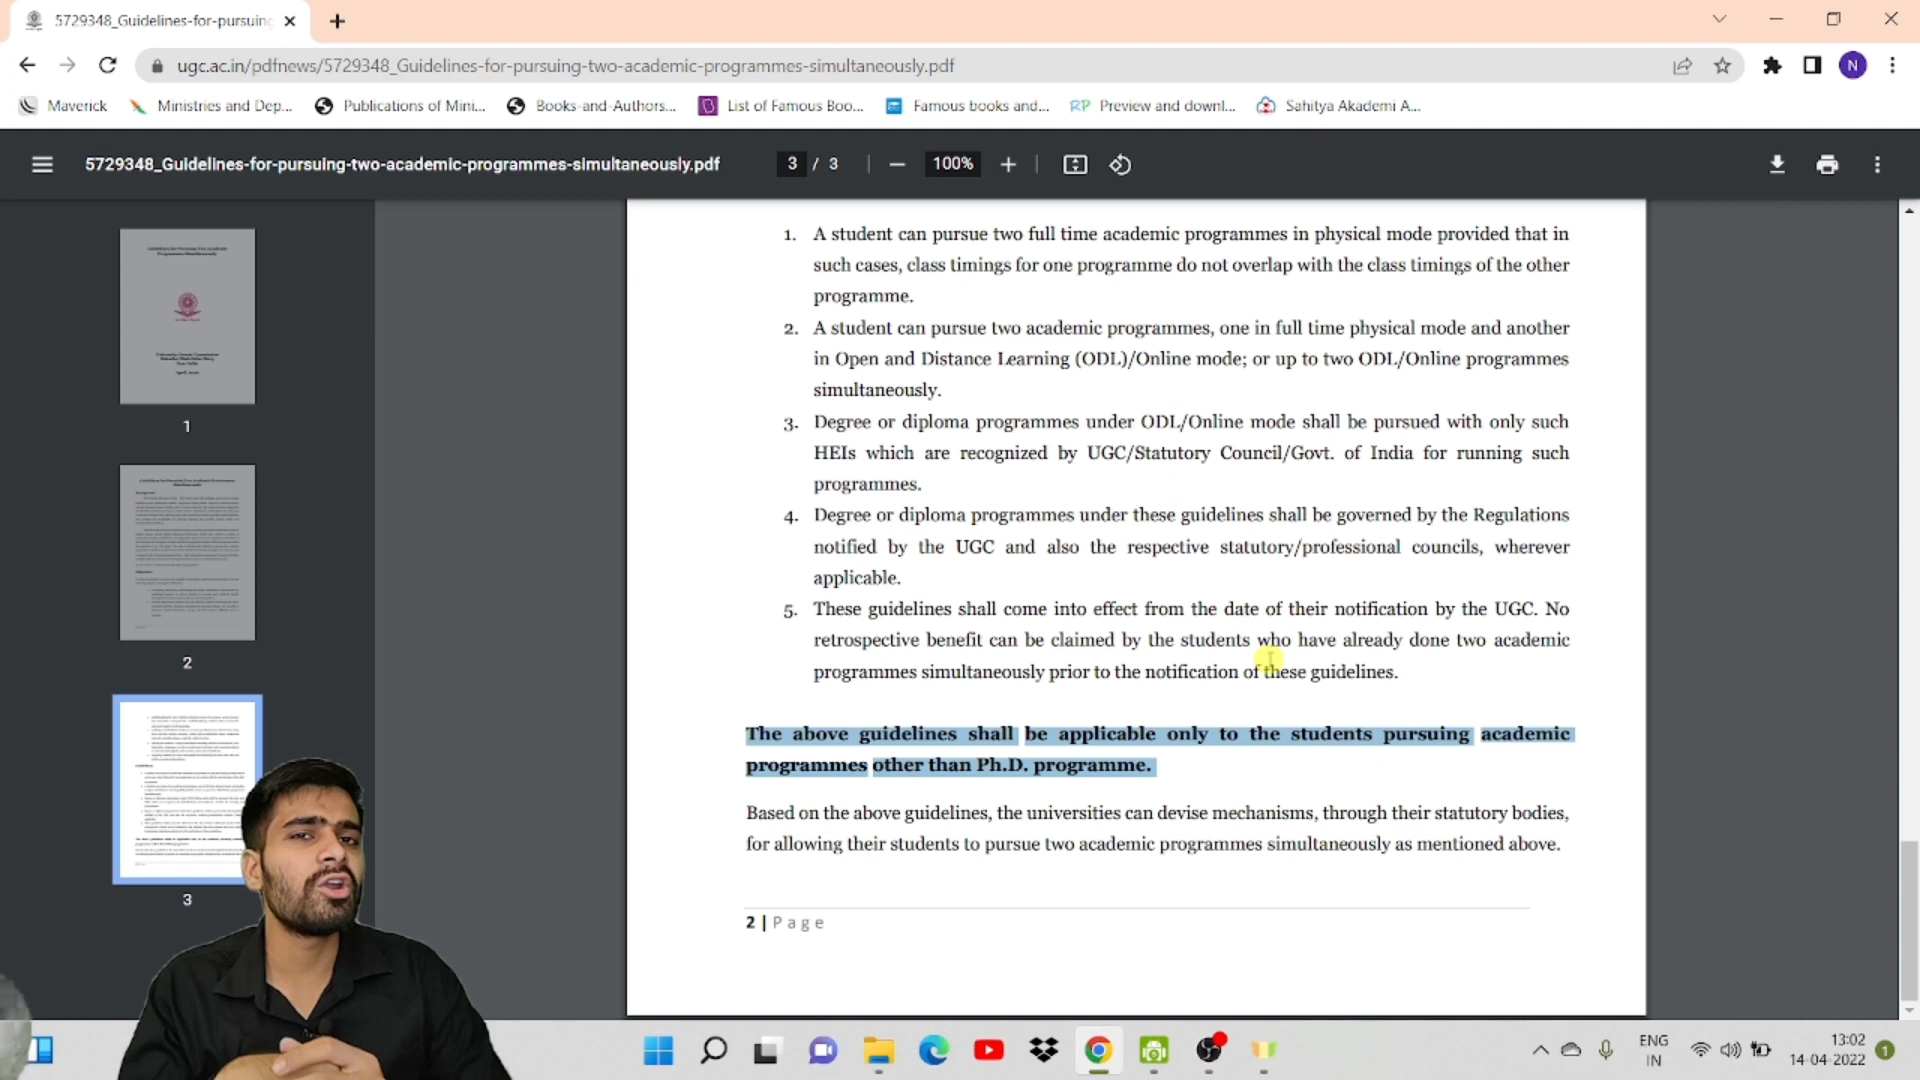 5729348_Guidelines-for-pursuing
ugc.ac.in/pdfnews/5729348_Guidelines-for-pursuing-two-academic-programmes-simultaneously.pdf
N
Maverick
Ministries and Dep...
Publications of Mini...
Books-and-Authors...
List of Famous Boo...
Famous books and...
RP Preview and downl...
Sahitya Akademi A...
5729348_Guidelines-for-pursuing-two-academic-programmes-simultaneously.pdf
3 / 3
100%
1
2
3
1. A student can pursue two full time academic programmes in physical mode provided that in
such cases, class timings for one programme do not overlap with the class timings of the other
programme.
2. A student can pursue two academic programmes, one in full time physical mode and another
in Open and Distance Learning (ODL)/Online mode; or up to two ODL/Online programmes
simultaneously.
3. Degree or diploma programmes under ODL/Online mode shall be pursued with only such
HEIs which are recognized by UGC/Statutory Council/Govt. of India for running such
programmes.
4. Degree or diploma programmes under these guidelines shall be governed by the Regulations
notified by the UGC and also the respective statutory/professional councils, wherever
applicable.
5. These guidelines shall come into effect from the date of their notification by the UGC. No
retrospective benefit can be claimed by the students who have already done two academic
programmes simultaneously prior to the notification of these guidelines.
The above guidelines shall be applicable only to the students pursuing academic
programmes other than Ph.D. programme.
Based on the above guidelines, the universities can devise mechanisms, through their statutory bodies,
for allowing their students to pursue two academic programmes simultaneously as mentioned above.
2 | Page
ENG
IN
13:02
14-04-2022
1